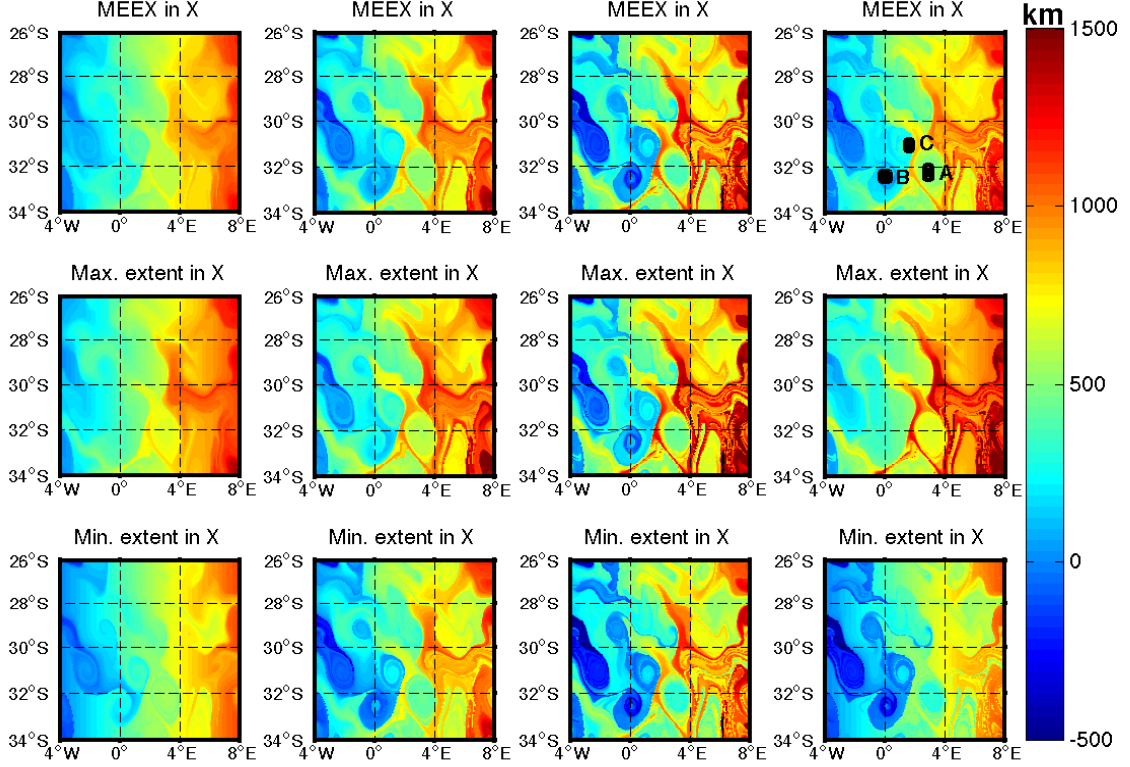 MEEX in X MEEX in X MEEX in X MEEX in X km
26°S 26°S 26°S 26°S 1500
28°S 28°S 28°S 28°S
30°S 30°S 30°S 30°S
C
32°S 32°S 32°S 32°S
B A
34°S 34°S 34°S 34°S 1000
4°W 0° 4°E 8°E 4°W 0° 4°E 8°E 4°W 0° 4°E 8°E 4°W 0° 4°E 8°E
Max. extent in X Max. extent in X Max. extent in X Max. extent in X
26°S 26°S 26°S 26°S
28°S 28°S 28°S 28°S
30°S 30°S 30°S 30°S 500
32°S 32°S 32°S 32°S
34°S 34°S 34°S 34°S
4°W 0° 4°E 8°E 4°W 0° 4°E 8°E 4°W 0° 4°E 8°E 4°W 0° 4°E 8°E
Min. extent in X Min. extent in X Min. extent in X Min. extent in X
26°S 26°S 26°S 26°S 0
28°S 28°S 28°S 28°S
30°S 30°S 30°S 30°S
32°S 32°S 32°S 32°S
34°S 34°S 34°S 34°S -500
4°W 0° 4°E 8°E 4°W 0° 4°E 8°E 4°W 0° 4°E 8°E 4°W 0° 4°E 8°E